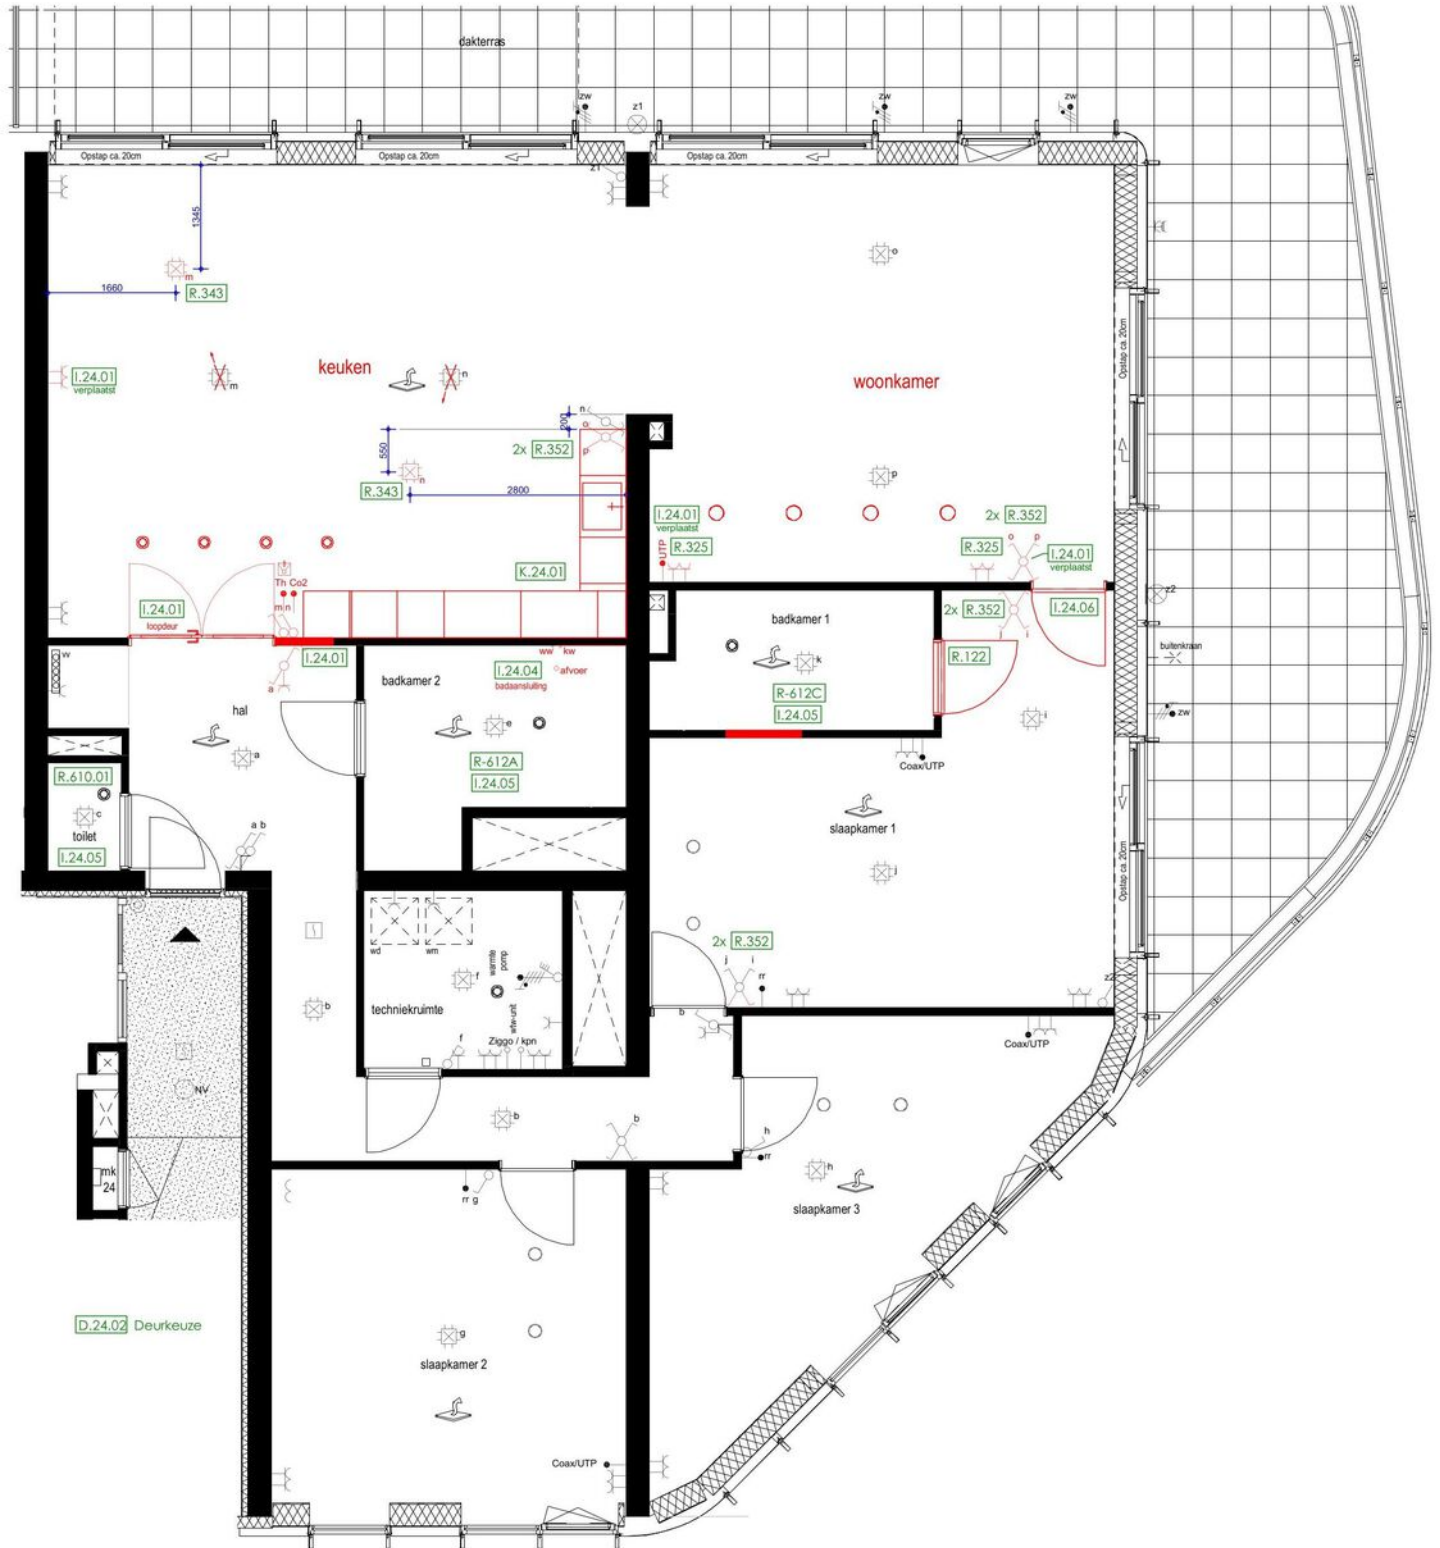 dakterras
zw
z1
zw
zw
Opstap ca. 20cm
Opstap ca. 20cm
Opstap ca. 20cm
z1
1345
o
m
1660
R.343
Opstap ca. 20cm
keuken
I.24.01
verplaatst
m
n
woonkamer
n
200
o
550
2x R.352
p
n
p
R.343
2800
I.24.01
verplaatst
2x R.352
UTP
R.325
R.325
o p
I.24.01
verplaatst
K.24.01
Th Co2
m n
I.24.01
loopdeur
z2
2x R.352
I.24.06
badkamer 1
j i
buitenkraan
vv
I.24.01
ww kw
I.24.04
afvoer
badaansluiting
k
R.122
badkamer 2
a
R-612C
I.24.05
hal
e
i
zw
a
R-612A
I.24.05
Coax/UTP
R.610.01
c
toilet
I.24.05
a b
slaapkamer 1
j
Opstap ca. 20cm
2x R.352
wd
wm
warmte
pomp
j i
rr
z2
f
techniekruimte
wtw-unit
b
b
f
Ziggo / kpn
Coax/UTP
NV
b
b
h
rr
mk
24
rr g
h
slaapkamer 3
D.24.02 Deurkeuze
g
slaapkamer 2
Coax/UTP